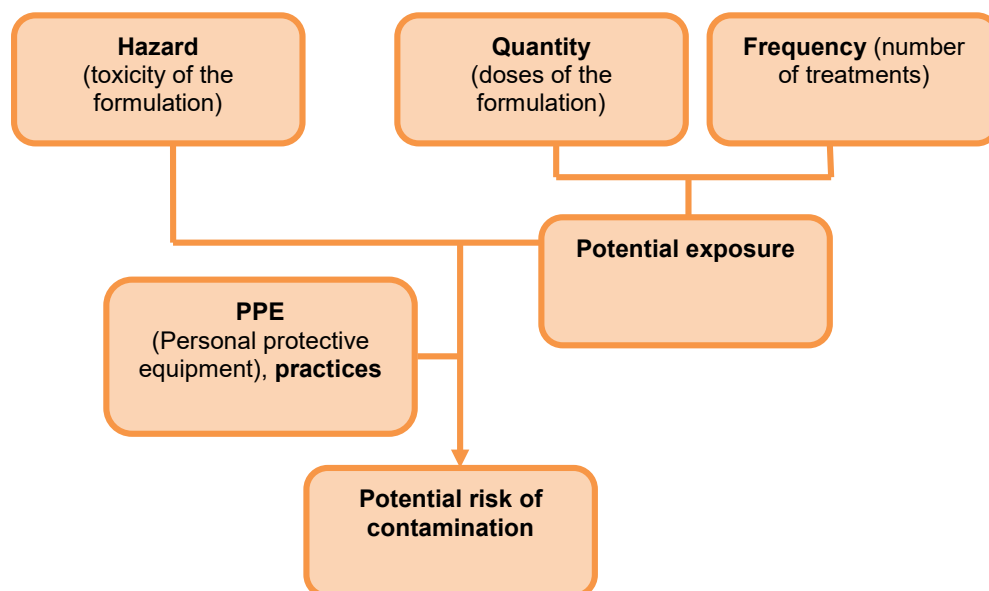 Hazard
(toxicity of the
formulation)
Quantity
(doses of the
formulation)
Frequency (number
of treatments)
Potential exposure
PPE
(Personal protective
equipment), practices
Potential risk of
contamination